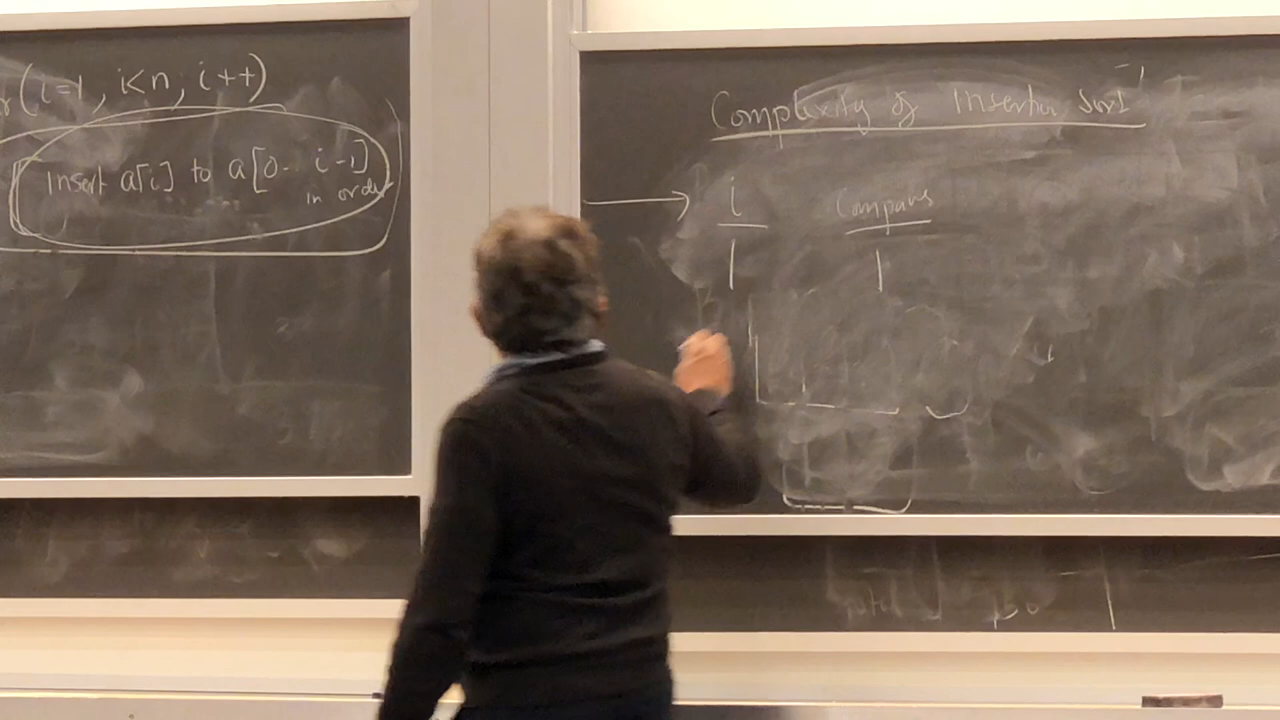 (i=1, i<n, i++)
insert a[i] to a[0-- i-1]
in order
Complexity of Insertion Sort
i Compares
1 1